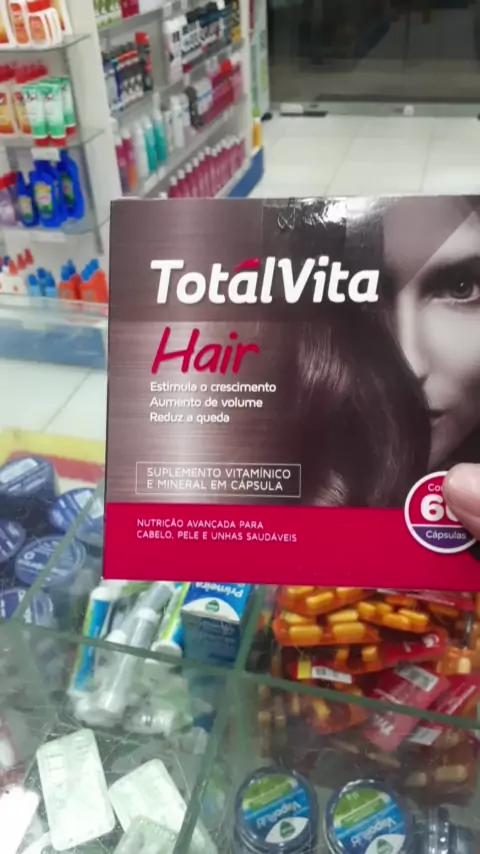 TotalVita
Hair
Estimula o crescimento
Aumento de volume
Reduz a queda
SUPLEMENTO VITAMÍNICO
E MINERAL EM CÁPSULA
NUTRIÇÃO AVANÇADA PARA
CABELO, PELE E UNHAS SAUDÁVEIS
Cápsulas